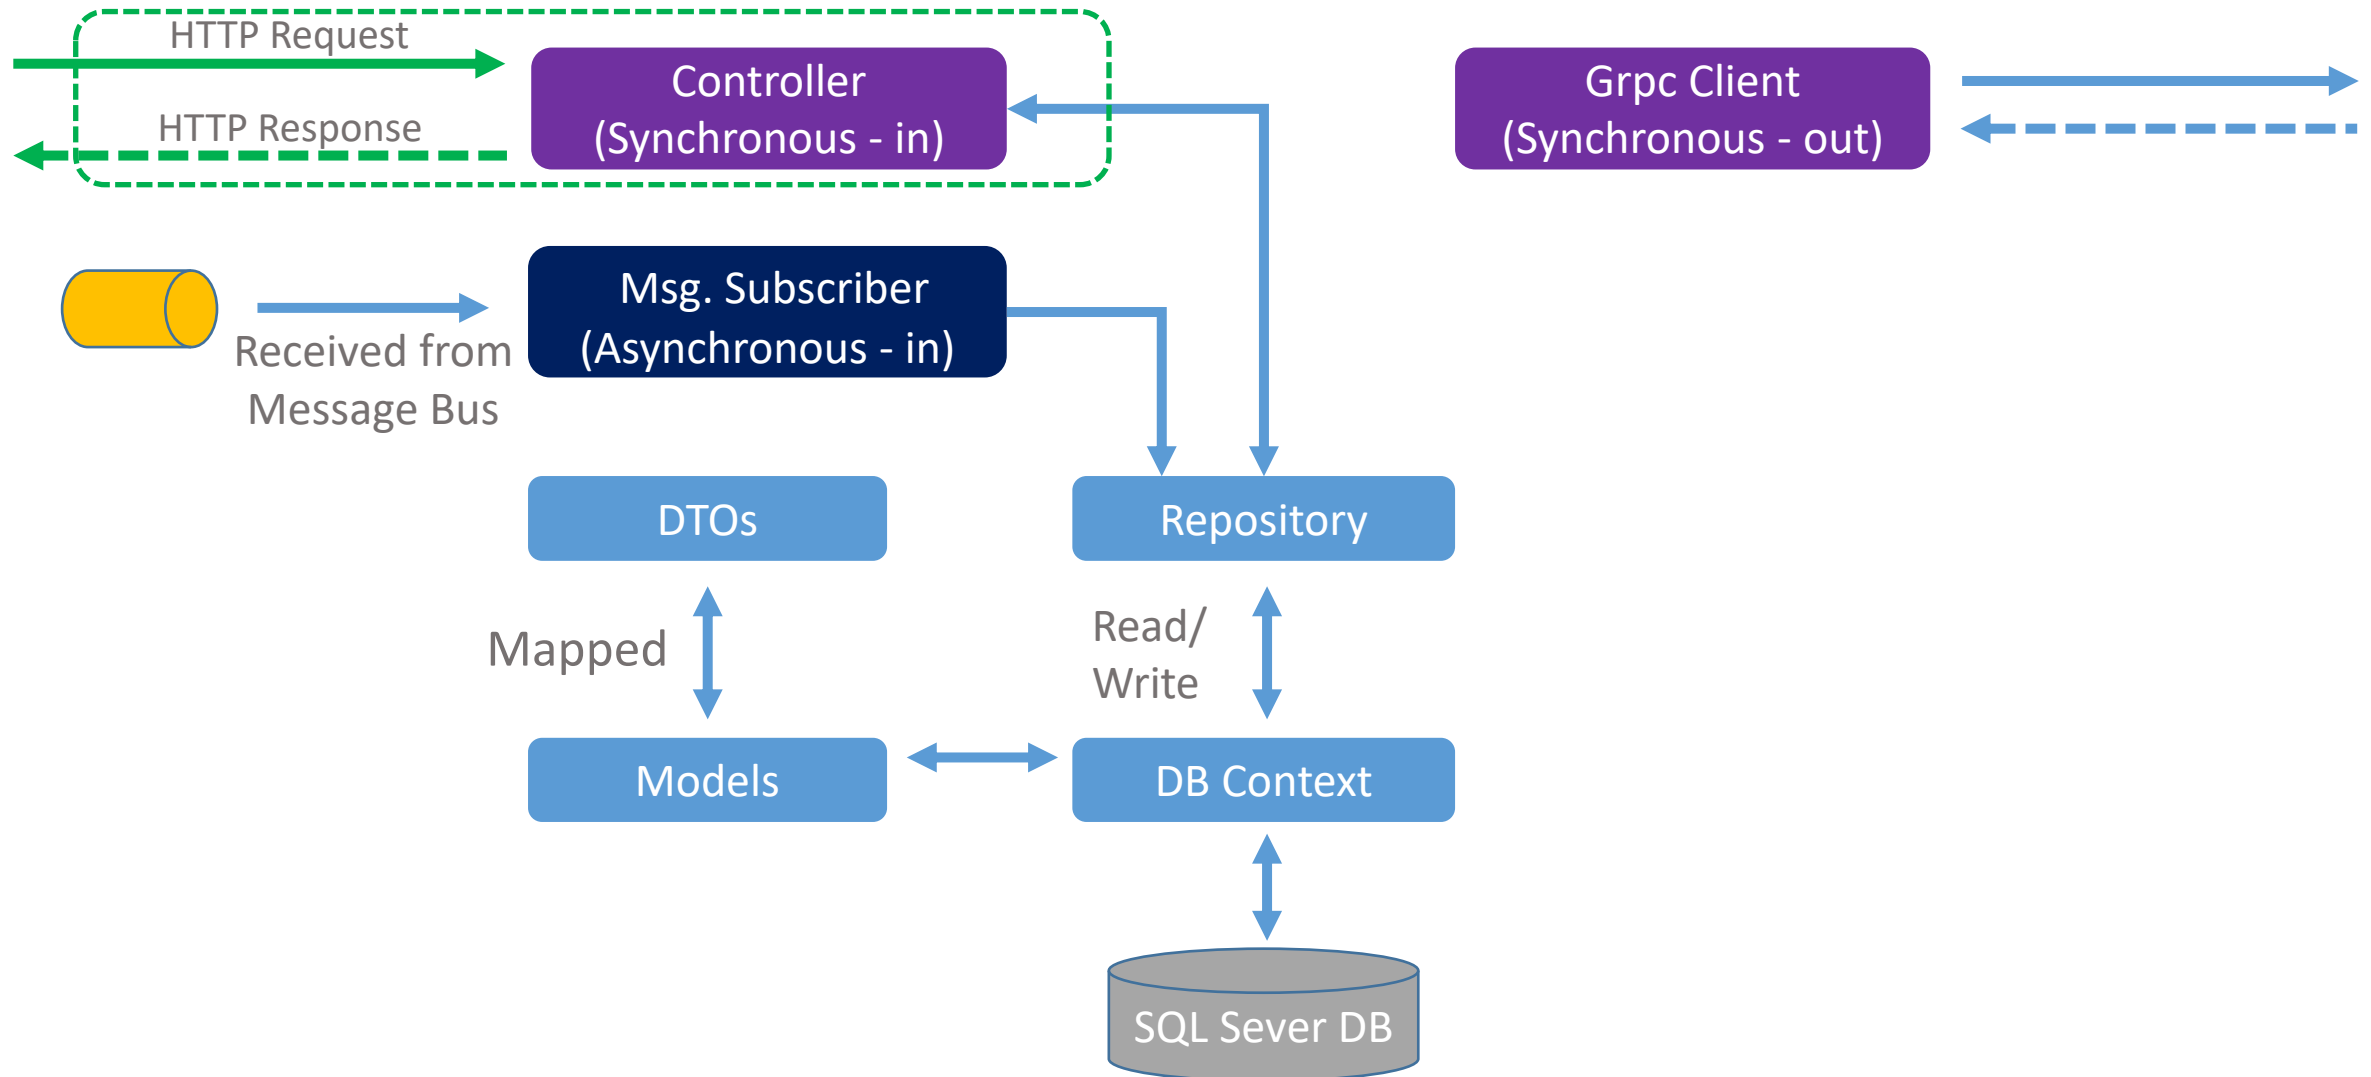 HTTP Request
Controller
(Synchronous - in)
HTTP Response
Grpc Client
(Synchronous - out)
Msg. Subscriber
(Asynchronous - in)
Received from
Message Bus
DTOs
Repository
Mapped
Read/
Write
Models
DB Context
SQL Sever DB